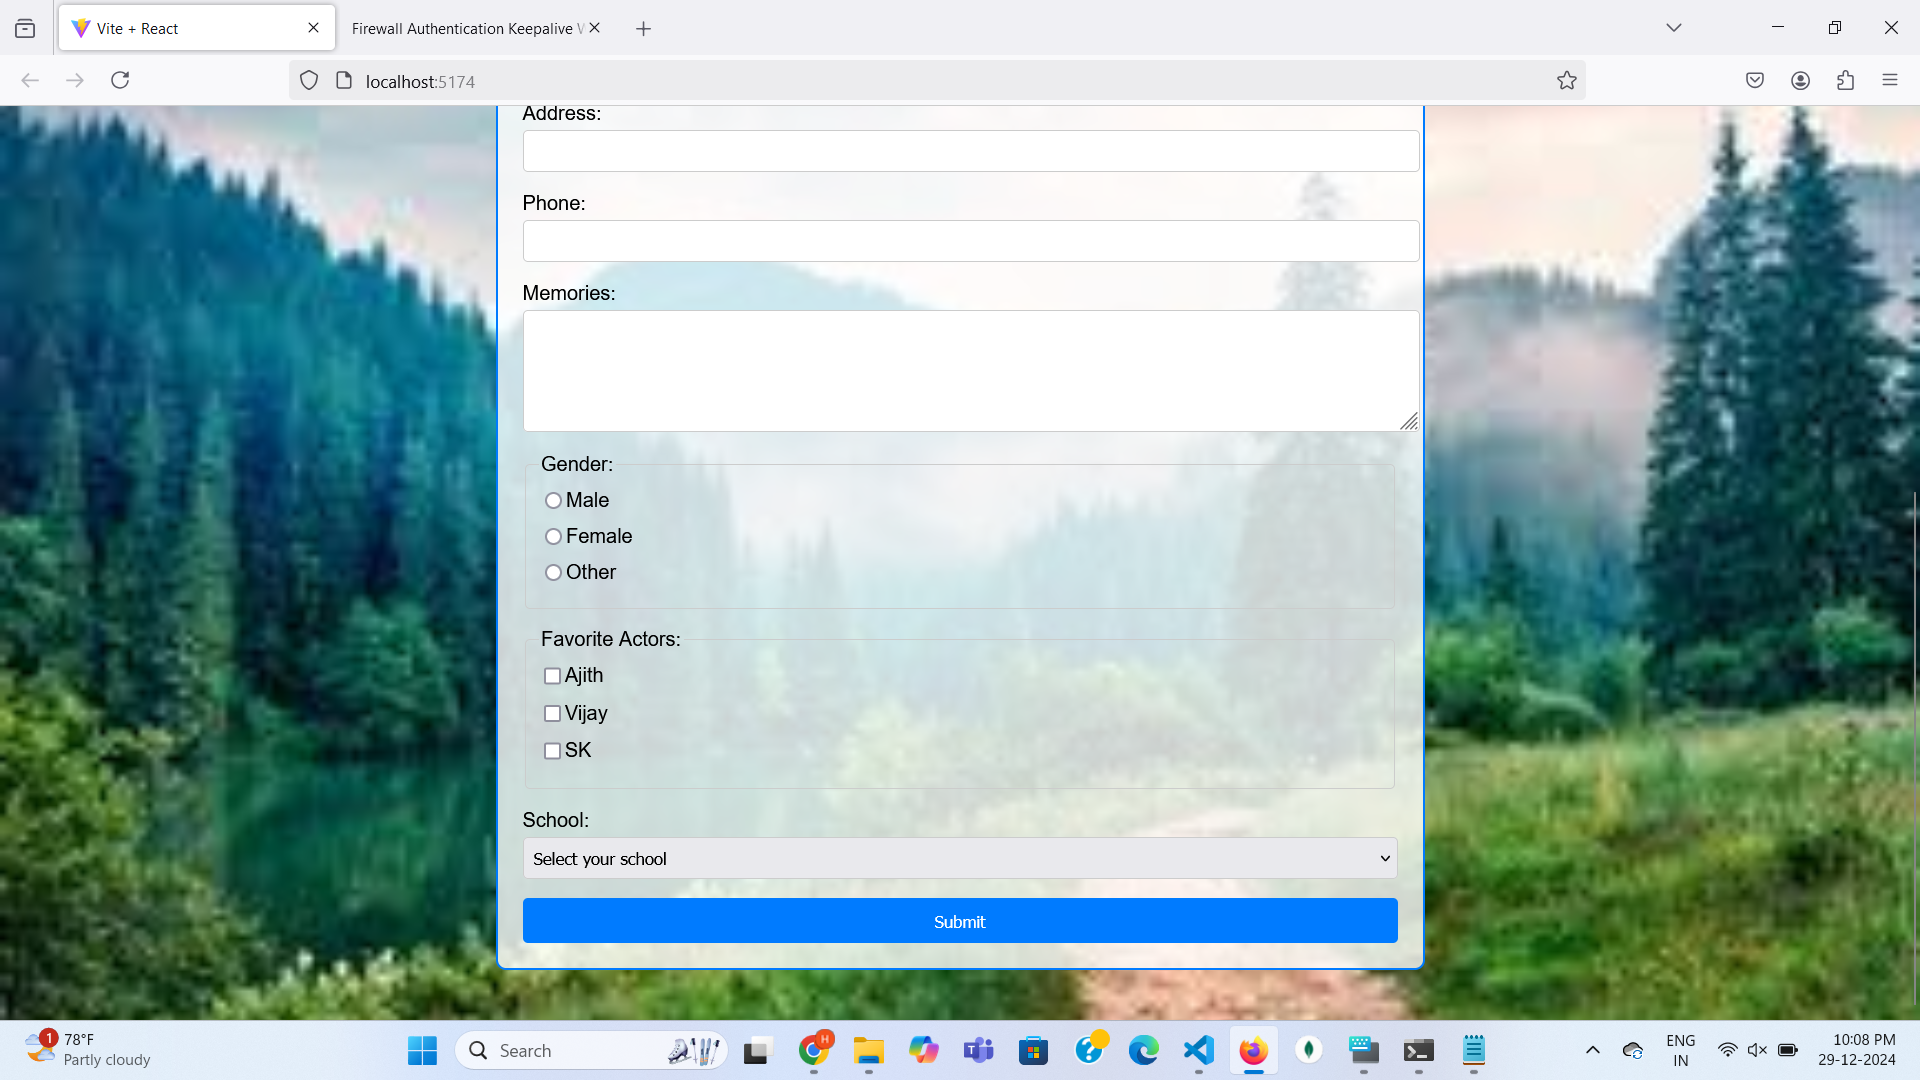 Vite + React
Firewall Authentication Keepalive
localhost:5174
Address:
Phone:
Memories:
Gender:
Male
Female
Other
Favorite Actors:
Ajith
Vijay
SK
School:
Select your school
Submit
1
78°F
Partly cloudy
Search
H
ENG
IN
10:08 PM
29-12-2024